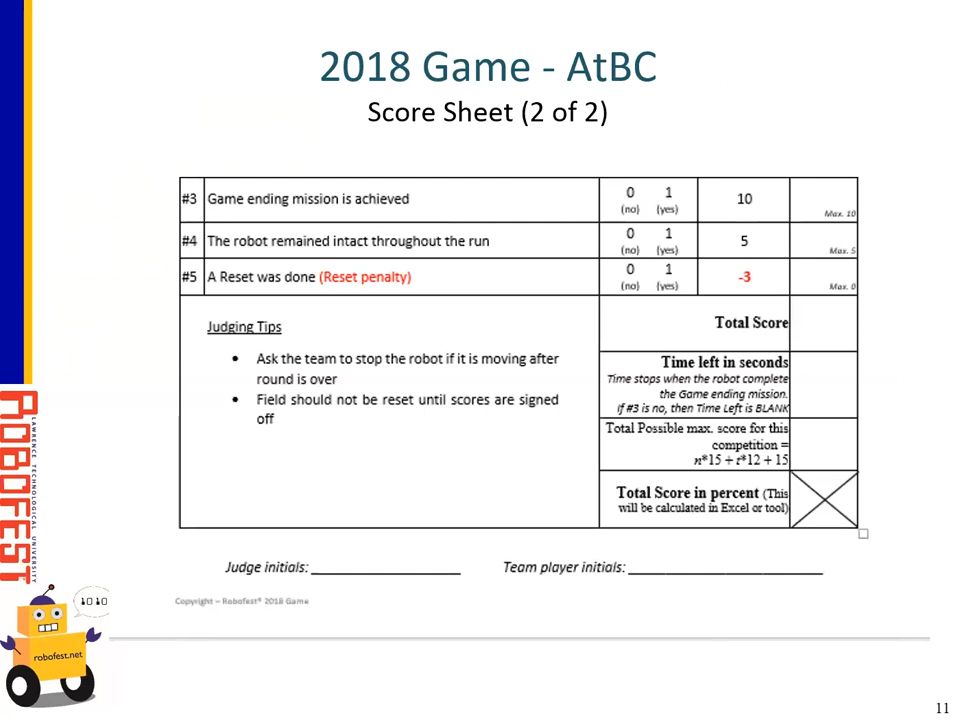 2018 Game - AtBC
Score Sheet (2 of 2)
#3 Game ending mission is achieved 0 1 10
(no) (yes) Max. 10
#4 The robot remained intact throughout the run 0 1 5
(no) (yes) Max. 5
#5 A Reset was done (Reset penalty) 0 1 -3
(no) (yes) Max. 0
Judging Tips
• Ask the team to stop the robot if it is moving after
round is over
• Field should not be reset until scores are signed
off
Total Score
Time left in seconds
Time stops when the robot complete
the Game ending mission.
If #3 is no, then Time Left is BLANK
Total Possible max. score for this
competition =
n*15 + t*12 + 15
Total Score in percent (This
will be calculated in Excel or tool)
Judge initials: ____________________ Team player initials: __________________________
Copyright – Robofest® 2018 Game
ROBOFEST
LAWRENCE TECHNOLOGICAL UNIVERSITY
robofest.net
11